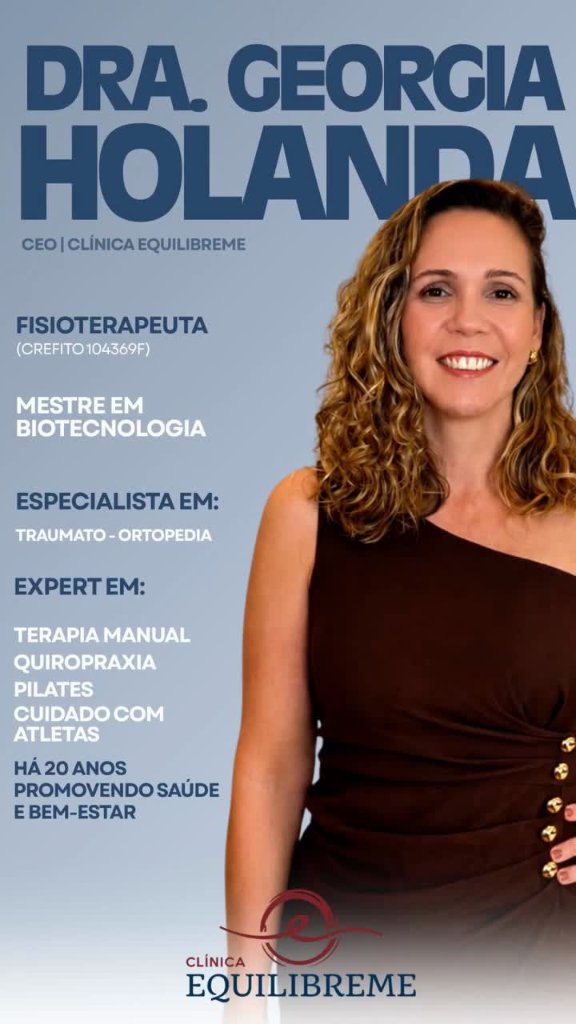 DRA. GEORGIA
HOLANDA
CEO | CLÍNICA EQUILIBREME
FISIOTERAPEUTA
(CREFITO 104369F)
MESTRE EM
BIOTECNOLOGIA
ESPECIALISTA EM:
TRAUMATO - ORTOPEDIA
EXPERT EM:
TERAPIA MANUAL
QUIROPRAXIA
PILATES
CUIDADO COM
ATLETAS
HÁ 20 ANOS
PROMOVENDO SAÚDE
E BEM-ESTAR
e
CLÍNICA
EQUILIBREME